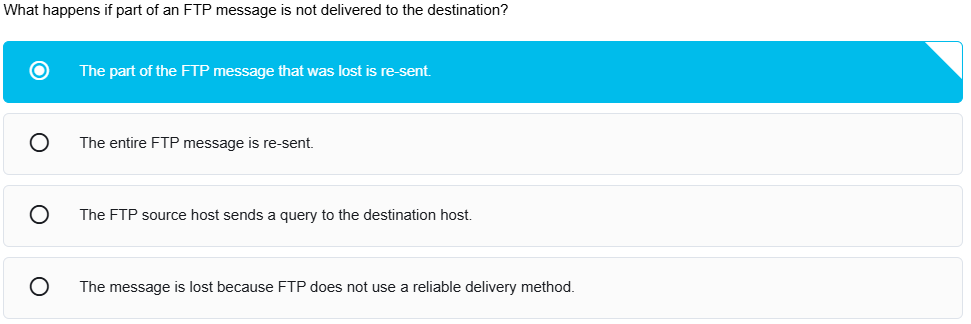 What happens if part of an FTP message is not delivered to the destination?
The part of the FTP message that was lost is re-sent.
The entire FTP message is re-sent.
The FTP source host sends a query to the destination host.
The message is lost because FTP does not use a reliable delivery method.